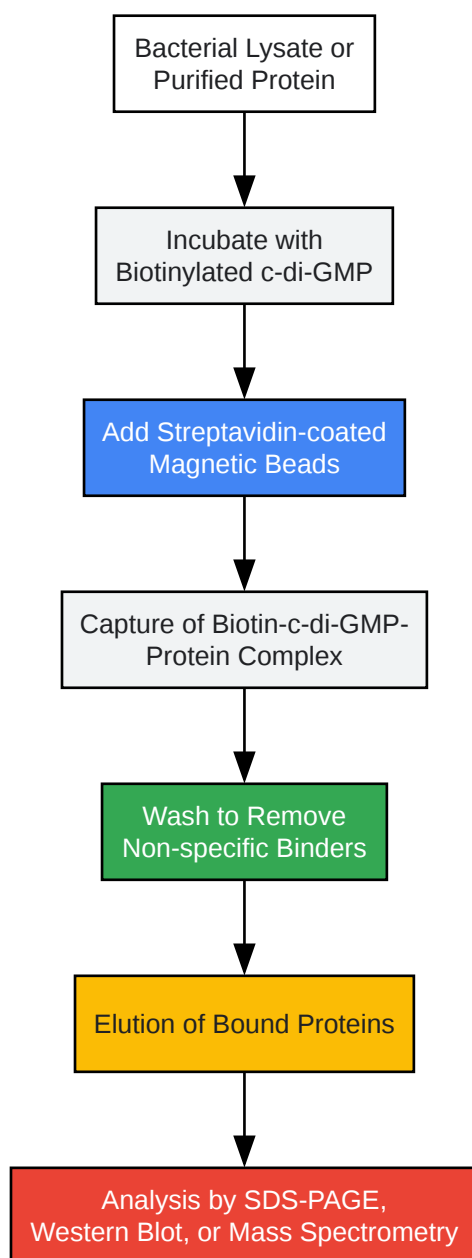 Bacterial Lysate or
Purified Protein
Incubate with
Biotinylated c-di-GMP
Add Streptavidin-coated
Magnetic Beads
Capture of Biotin-c-di-GMP-
Protein Complex
Wash to Remove
Non-specific Binders
Elution of Bound Proteins
Analysis by SDS-PAGE,
Western Blot, or Mass Spectrometry